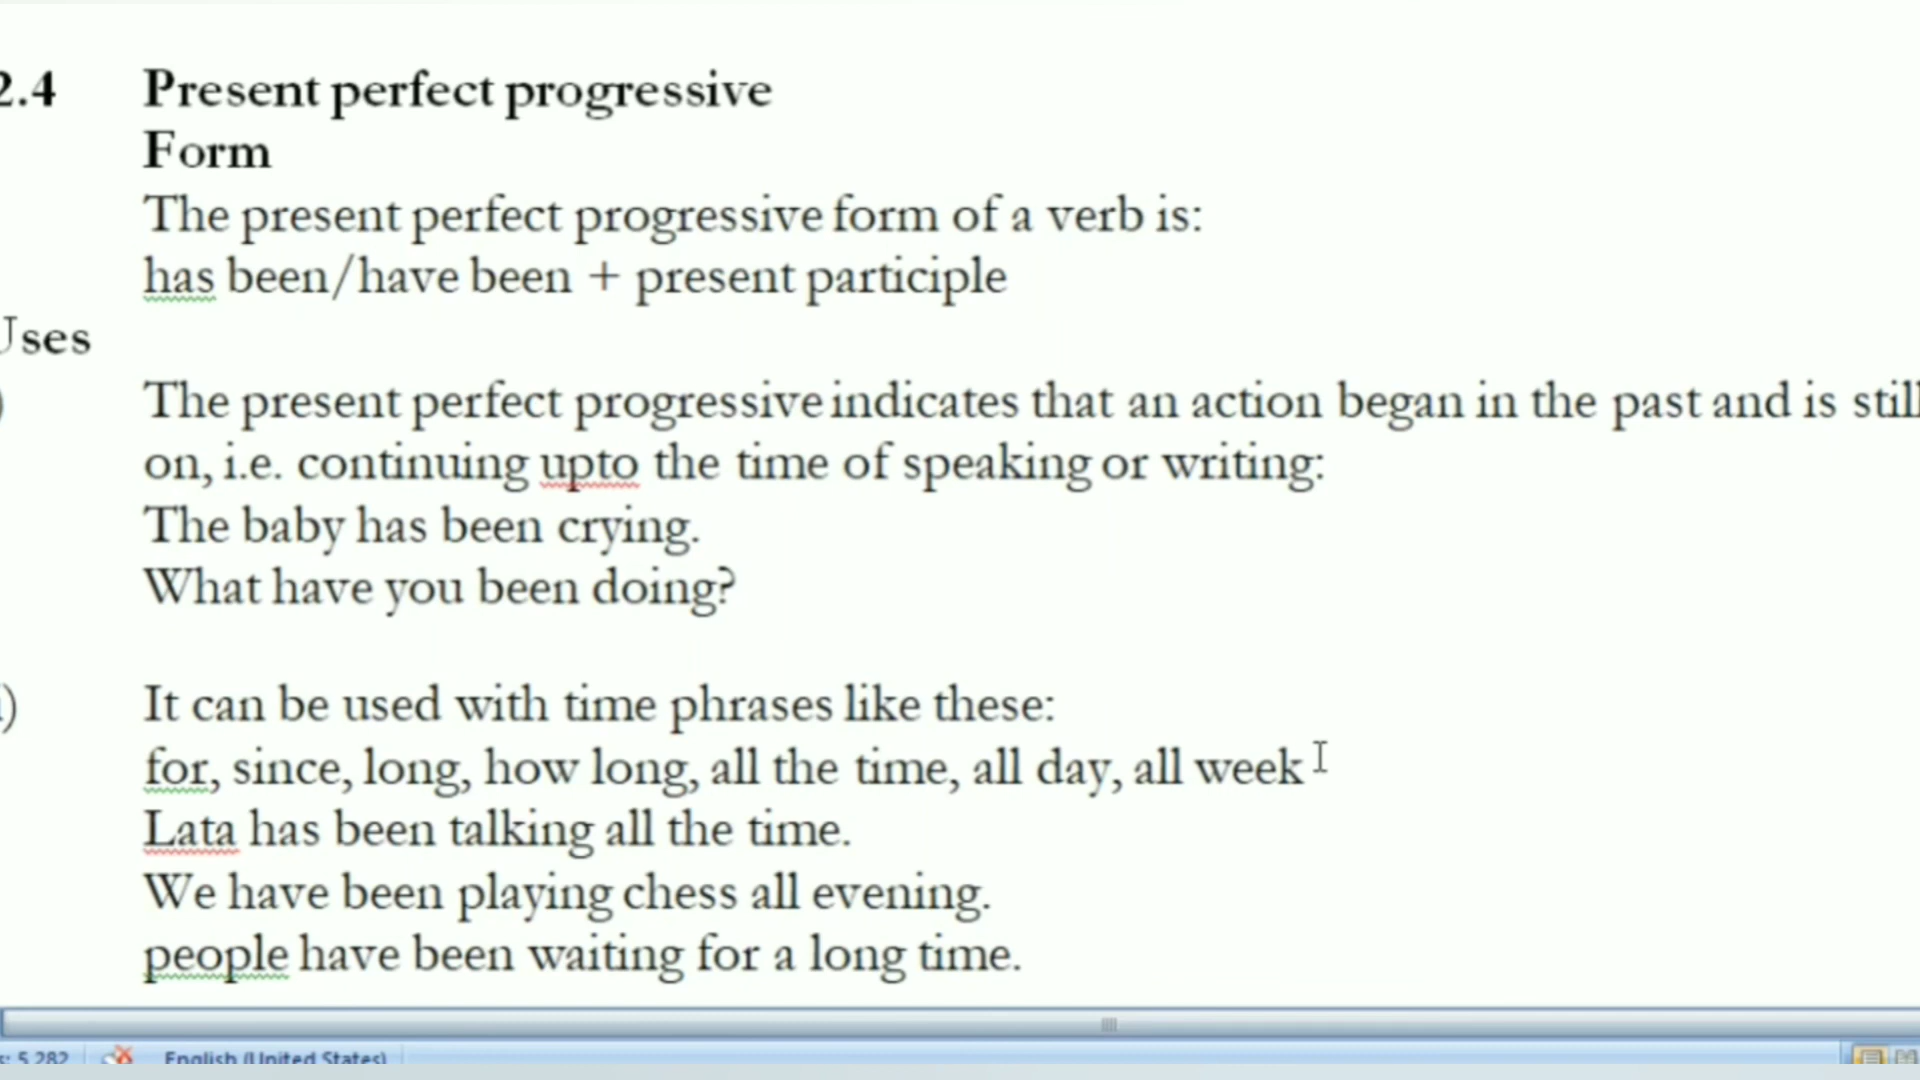 2.4 Present perfect progressive
Form
The present perfect progressive form of a verb is:
has been/have been + present participle
Uses
) The present perfect progressive indicates that an action began in the past and is still
on, i.e. continuing upto the time of speaking or writing:
The baby has been crying.
What have you been doing?
) It can be used with time phrases like these:
for, since, long, how long, all the time, all day, all week
Lata has been talking all the time.
We have been playing chess all evening.
people have been waiting for a long time.
: 5,282 English (United States)